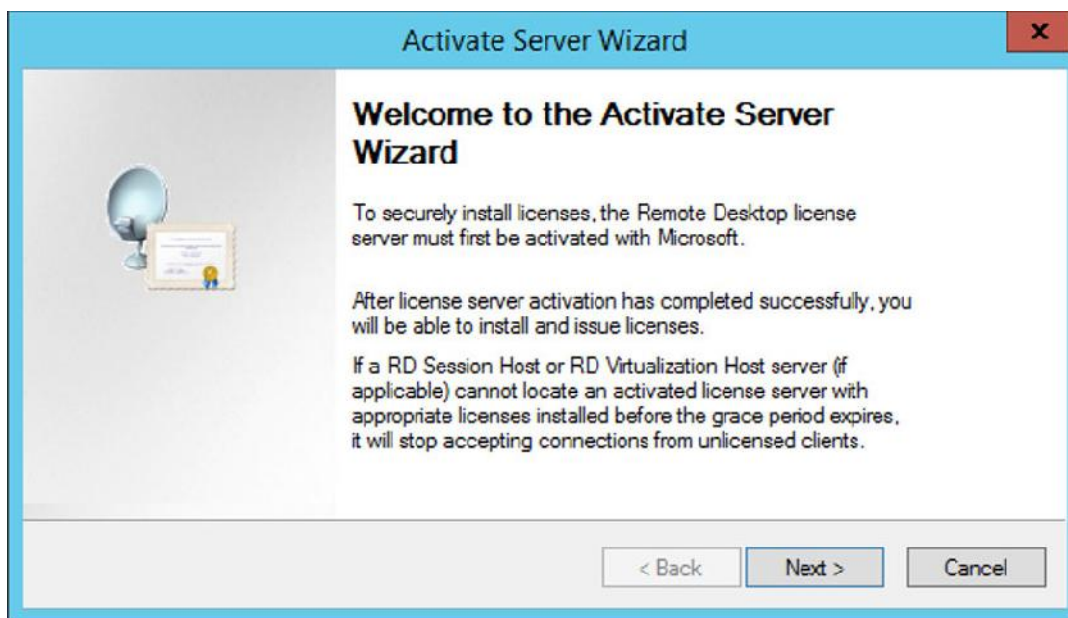 Activate Server Wizard
x
Welcome to the Activate Server
Wizard
To securely install licenses, the Remote Desktop license
server must first be activated with Microsoft.
After license server activation has completed successfully, you
will be able to install and issue licenses.
If a RD Session Host or RD Virtualization Host server (if
applicable) cannot locate an activated license server with
appropriate licenses installed before the grace period expires,
it will stop accepting connections from unlicensed clients.
< Back Next > Cancel